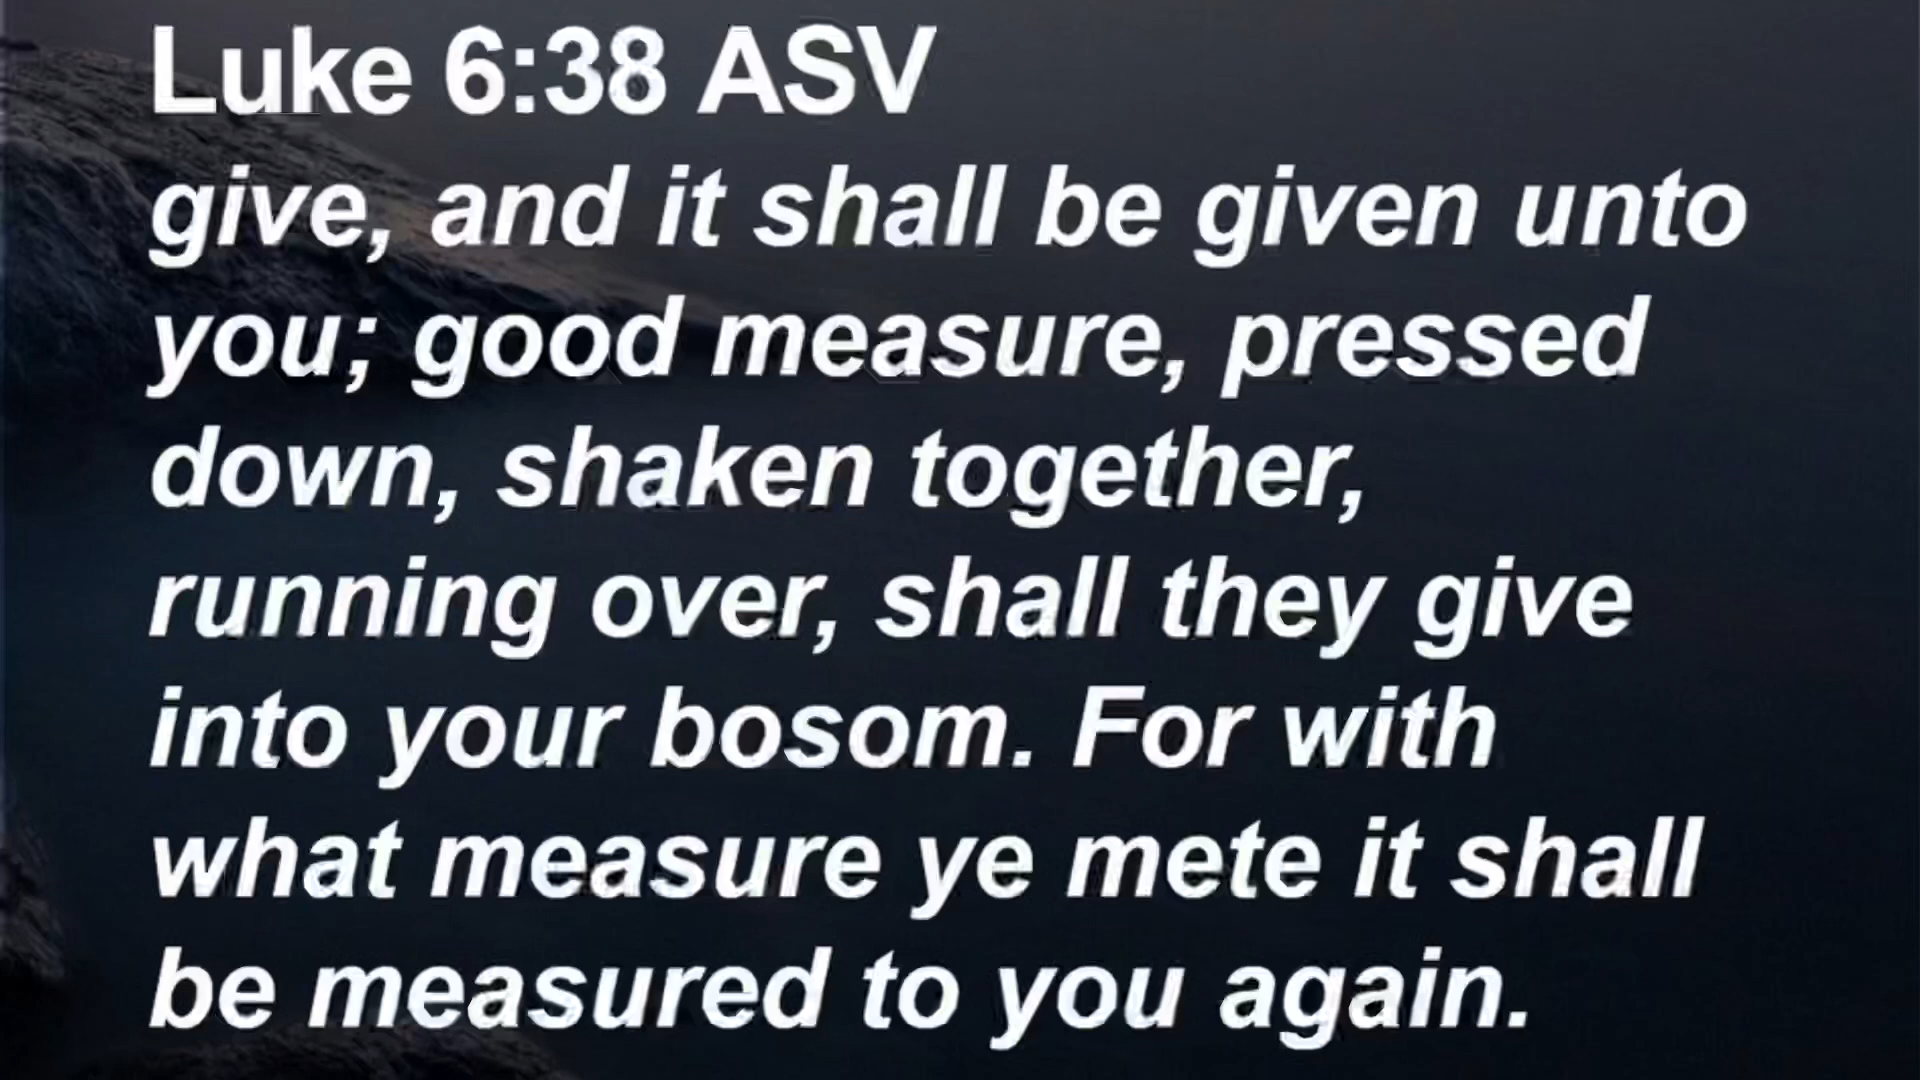 Luke 6:38 ASV
give, and it shall be given unto
you; good measure, pressed
down, shaken together,
running over, shall they give
into your bosom. For with
what measure ye mete it shall
be measured to you again.